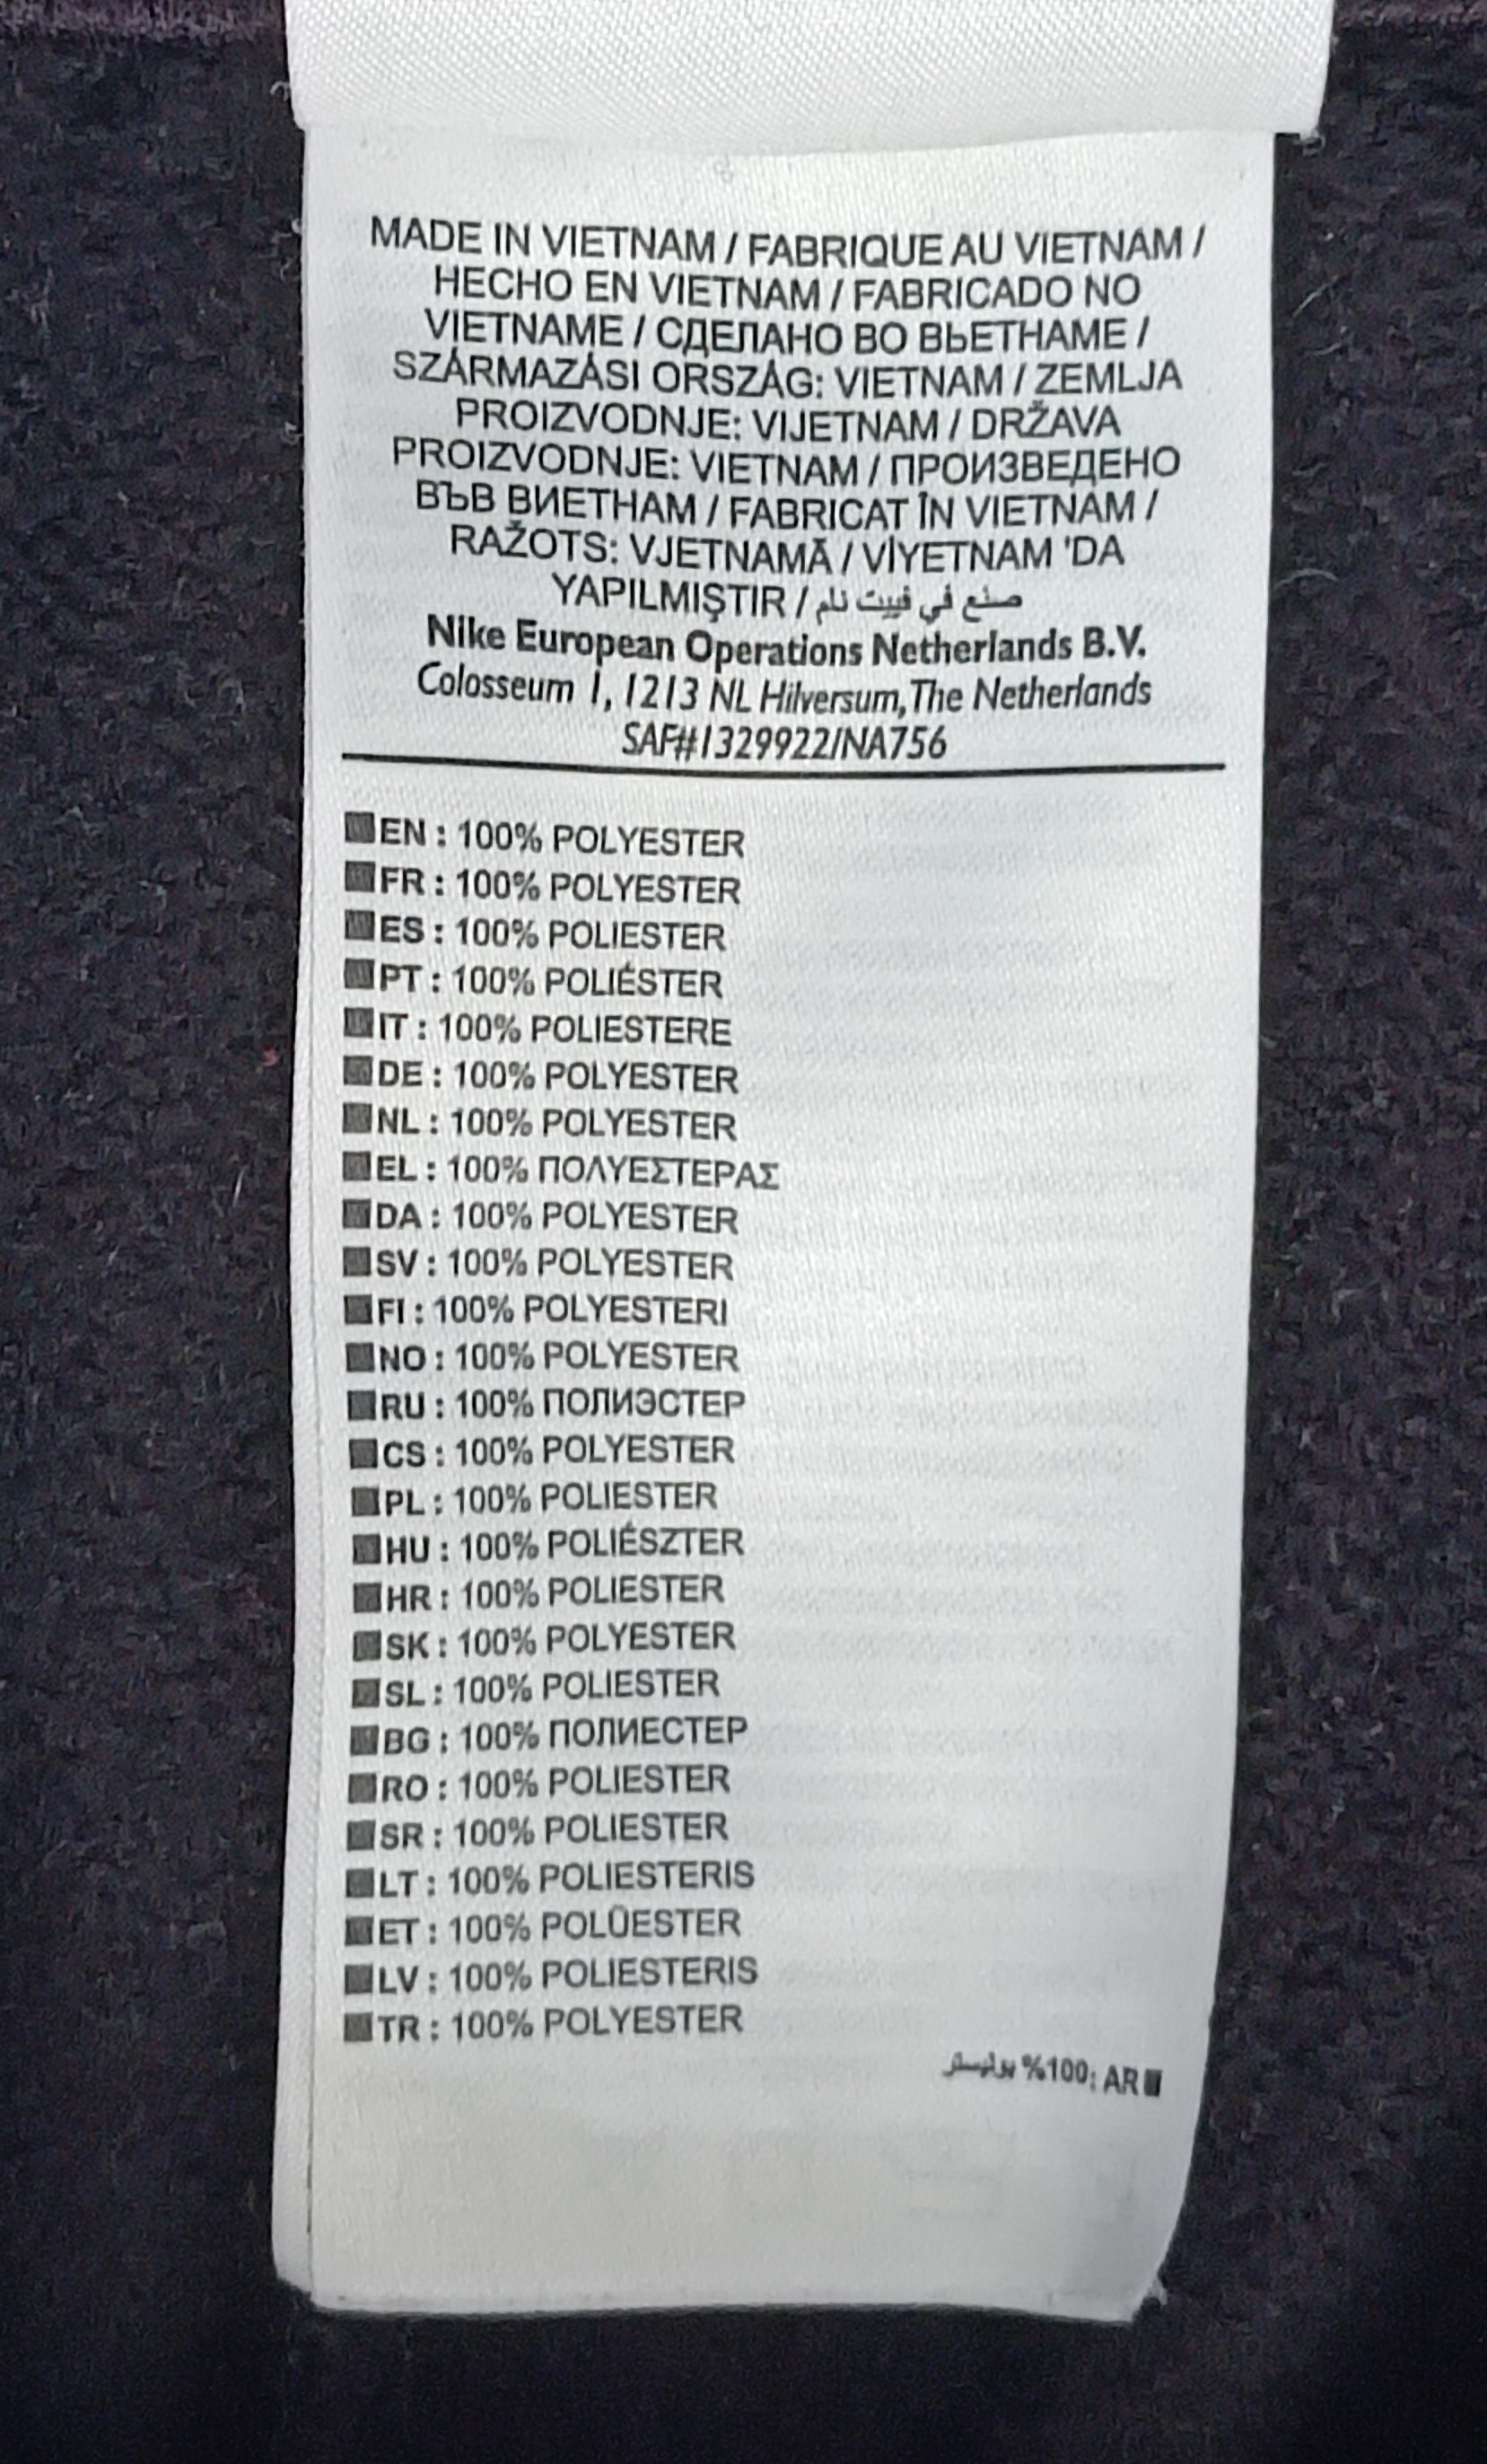 MADE IN VIETNAM / FABRIQUE AU VIETNAM /
HECHO EN VIETNAM / FABRICADO NO
VIETNAME / СДЕЛАНО ВО ВЬЕТНАМЕ /
SZÁRMAZÁSI ORSZÁG: VIETNAM / ZEMLJA
PROIZVODNJE: VIJETNAM / DRŽAVA
PROIZVODNJE: VIETNAM / ПРОИЗВЕДЕНО
ВЪВ ВИЕТНАМ / FABRICAT ÎN VIETNAM /
RAŽOTS: VJETNAMĀ / VİYETNAM 'DA
YAPILMIŞTIR / صنع في فييت نام
Nike European Operations Netherlands B.V.
Colosseum 1, 1213 NL Hilversum, The Netherlands
SAF#1329922/NA756
EN : 100% POLYESTER
FR : 100% POLYESTER
ES : 100% POLIESTER
PT : 100% POLIÉSTER
IT : 100% POLIESTERE
DE : 100% POLYESTER
NL : 100% POLYESTER
EL : 100% ΠΟΛΥΕΣΤΕΡΑΣ
DA : 100% POLYESTER
SV : 100% POLYESTER
FI : 100% POLYESTERI
NO : 100% POLYESTER
RU : 100% ПОЛИЭСТЕР
CS : 100% POLYESTER
PL : 100% POLIESTER
HU : 100% POLIÉSZTER
HR : 100% POLIESTER
SK : 100% POLYESTER
SL : 100% POLIESTER
BG : 100% ПОЛИЕСТЕР
RO : 100% POLIESTER
SR : 100% POLIESTER
LT : 100% POLIESTERIS
ET : 100% POLÜESTER
LV : 100% POLIESTERIS
TR : 100% POLYESTER
AR :100% بوليستر